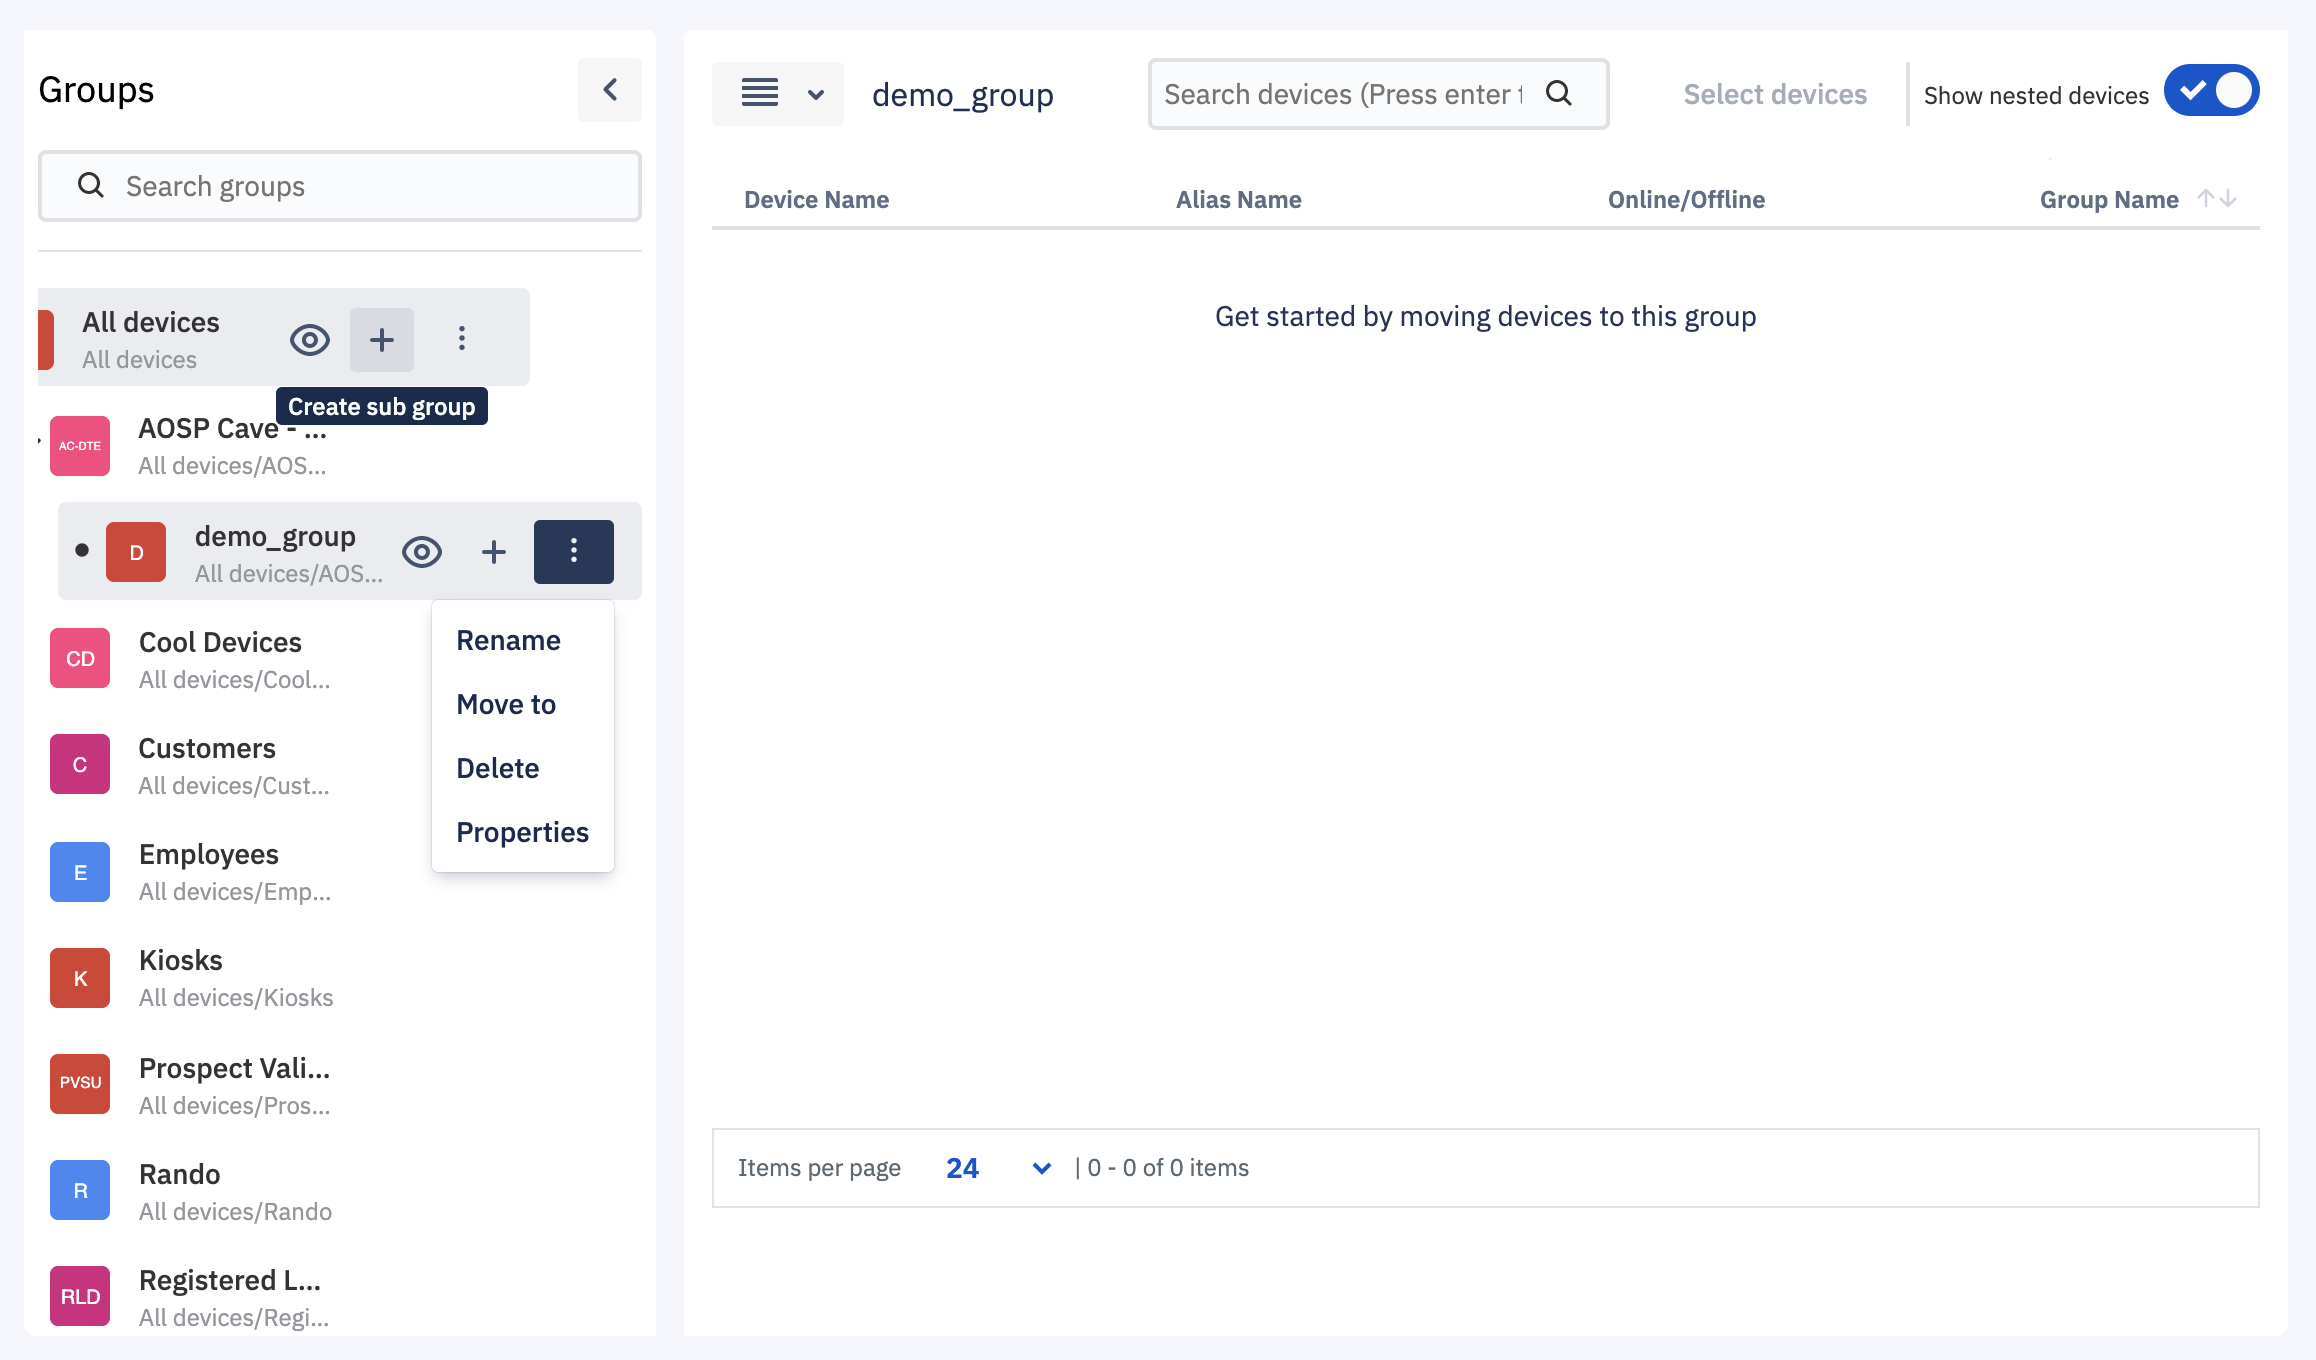 Groups
Search groups
All devices
All devices
Create sub group
AC-DTE
AOSP Cave - ...
All devices/AOS...
D
demo_group
All devices/AOS...
Rename
Move to
Delete
Properties
CD
Cool Devices
All devices/Cool...
C
Customers
All devices/Cust...
E
Employees
All devices/Emp...
K
Kiosks
All devices/Kiosks
PVSU
Prospect Vali...
All devices/Pros...
R
Rando
All devices/Rando
RLD
Registered L...
All devices/Regi...
demo_group
Search devices (Press enter t
Select devices
Show nested devices
Device Name
Alias Name
Online/Offline
Group Name
Get started by moving devices to this group
Items per page 24 | 0 - 0 of 0 items